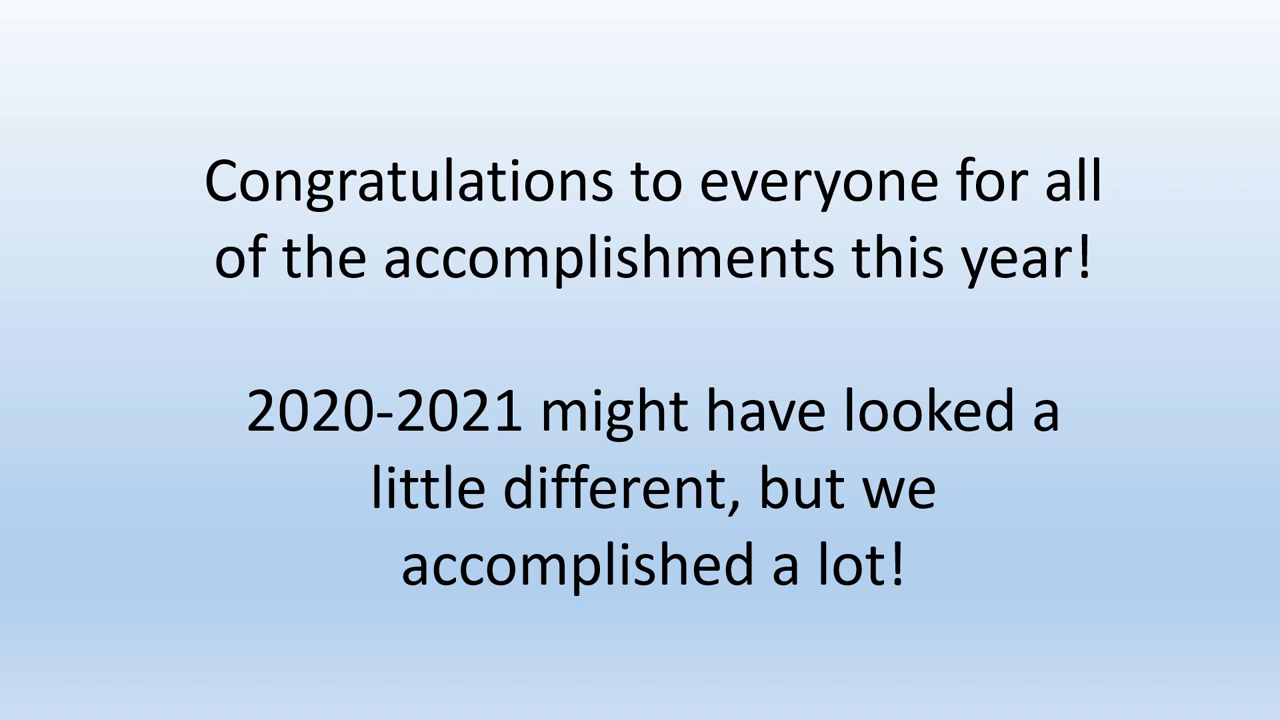 Congratulations to everyone for all
of the accomplishments this year!
2020-2021 might have looked a
little different, but we
accomplished a lot!